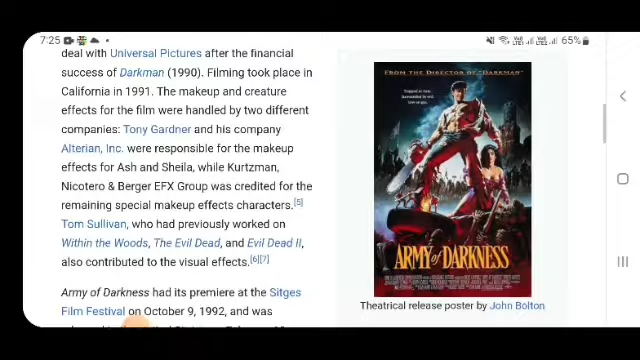 7:25
65%
deal with Universal Pictures after the financial
success of Darkman (1990). Filming took place in
California in 1991. The makeup and creature
effects for the film were handled by two different
companies: Tony Gardner and his company
Alterian, Inc. were responsible for the makeup
effects for Ash and Sheila, while Kurtzman,
Nicotero & Berger EFX Group was credited for the
remaining special makeup effects characters.[5]
Tom Sullivan, who had previously worked on
Within the Woods, The Evil Dead, and Evil Dead II,
also contributed to the visual effects.[6][7]
Army of Darkness had its premiere at the Sitges
Film Festival on October 9, 1992, and was
FROM THE DIRECTOR OF "DARKMAN"
Trapped in time.
Surrounded by evil.
Low on gas.
ARMY of DARKNESS
Theatrical release poster by John Bolton